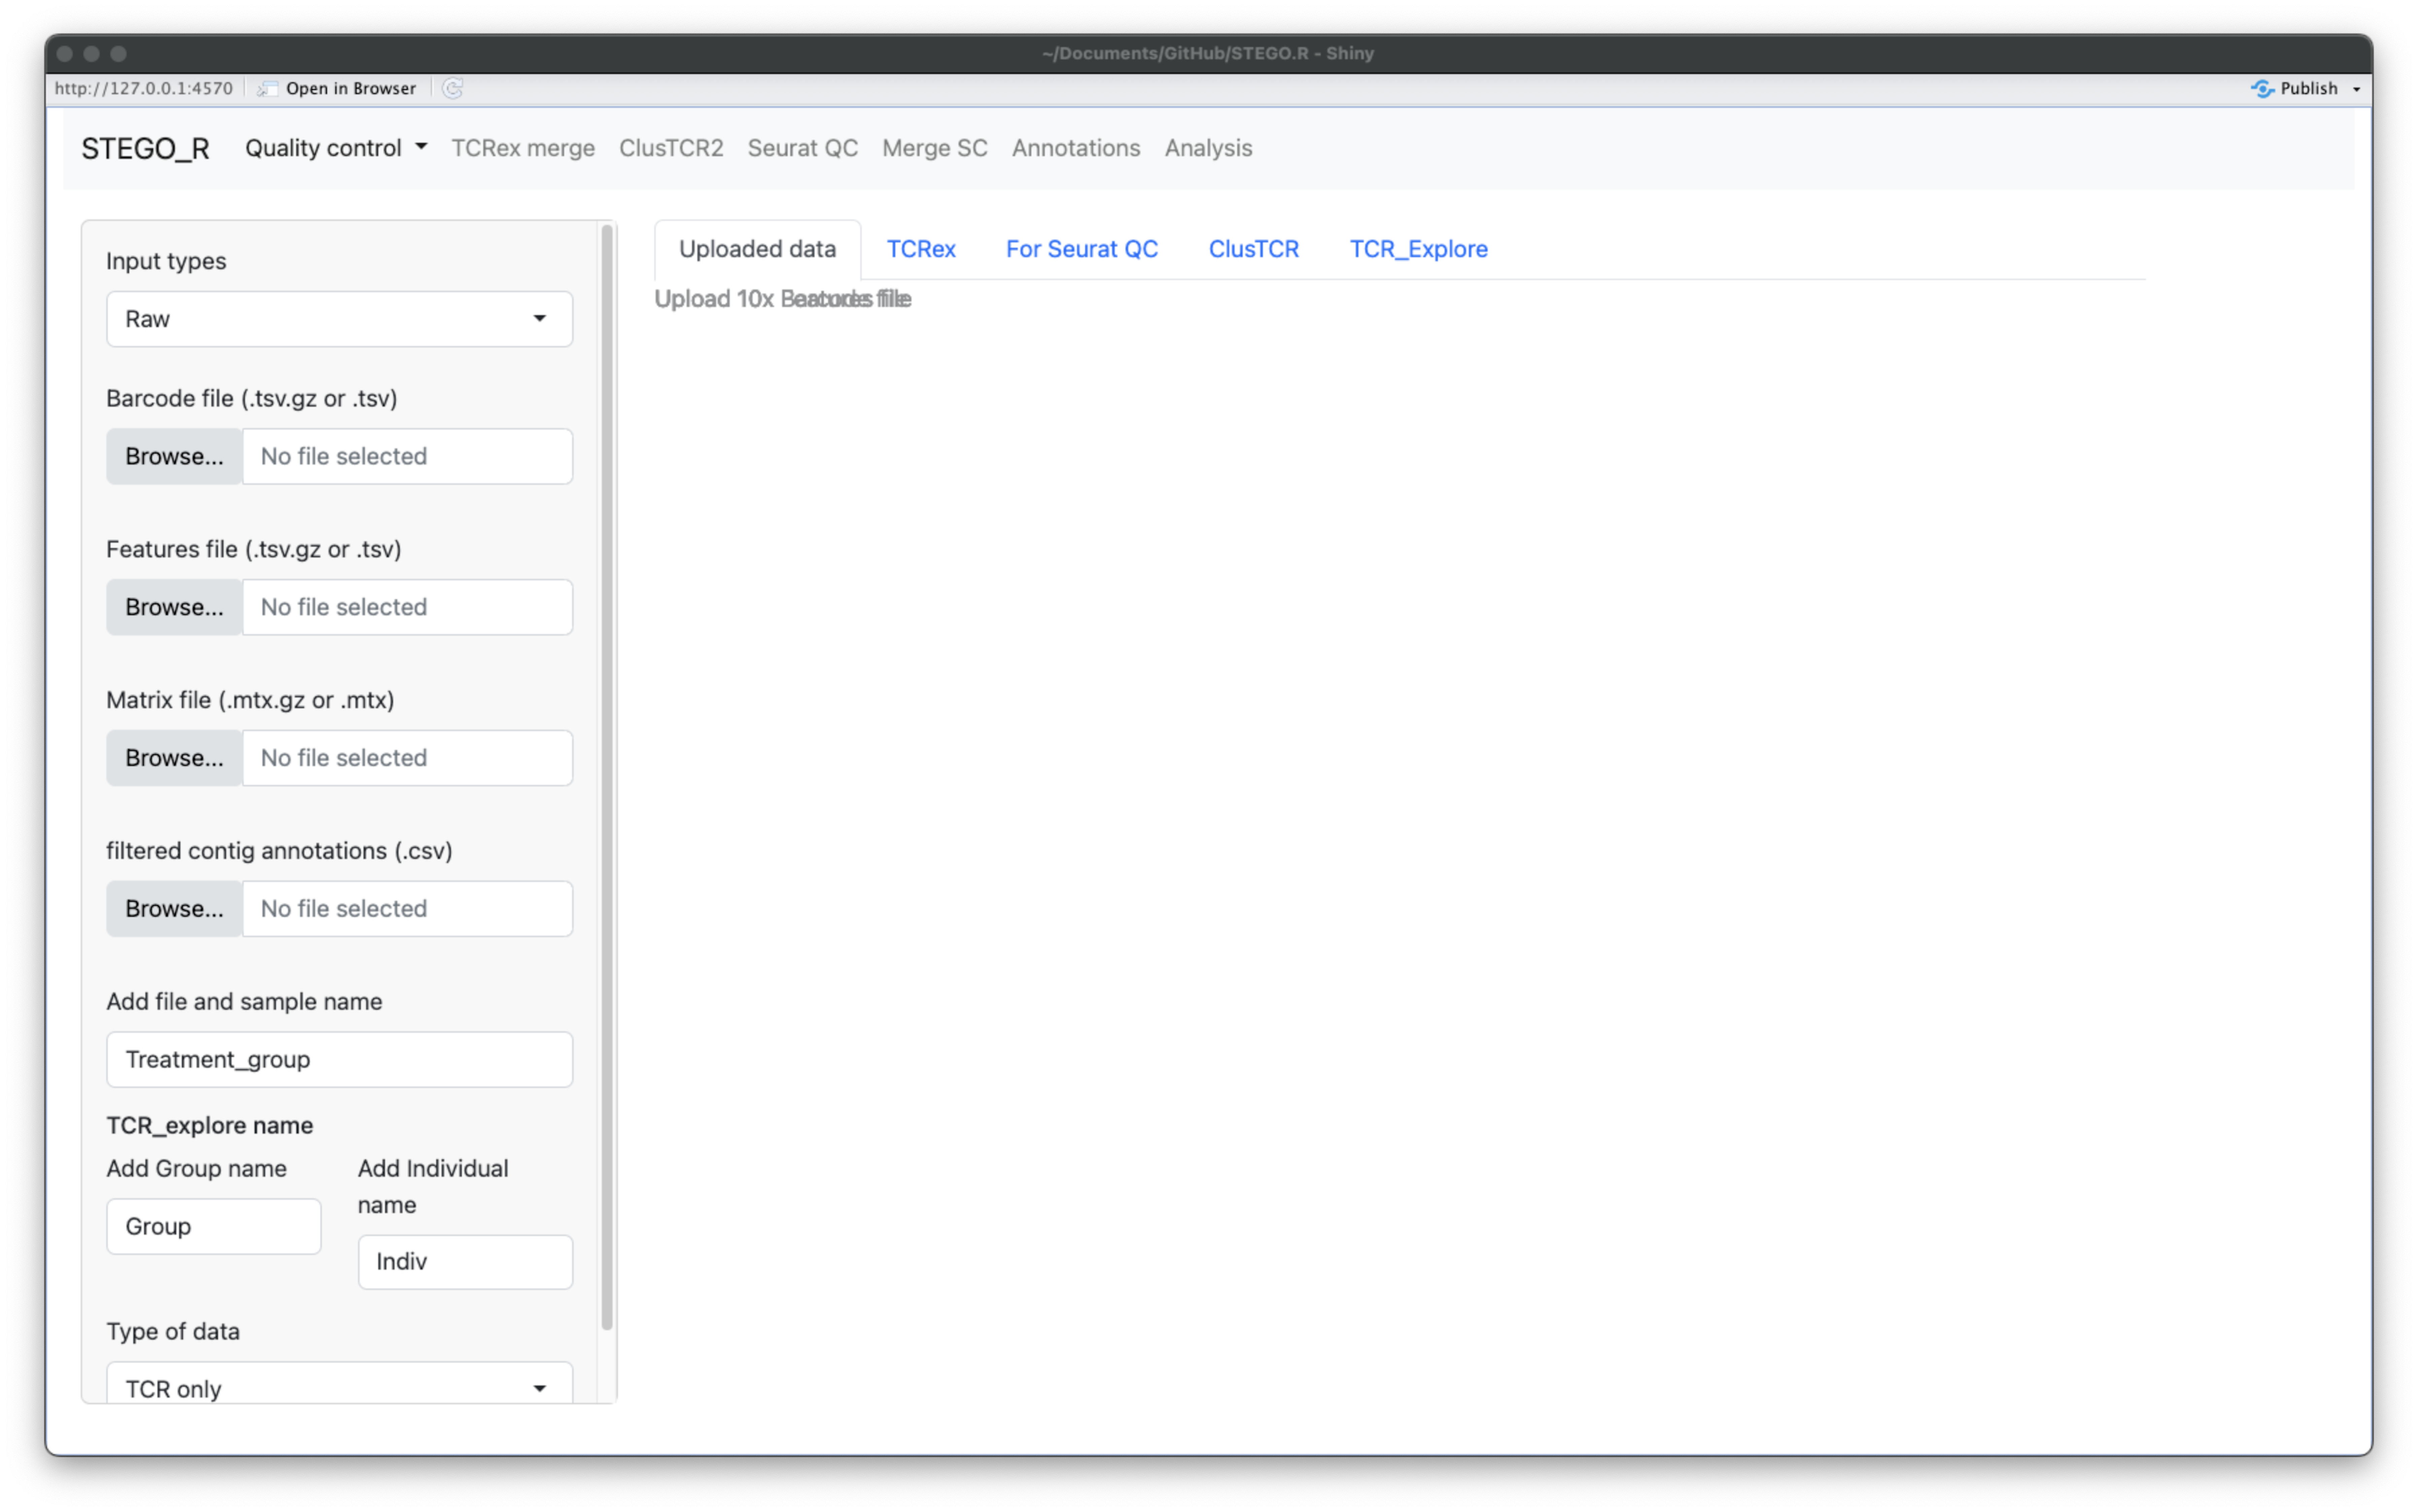 ~/Documents/GitHub/STEGO.R - Shiny
http://127.0.0.1:4570 Open in Browser Publish
STEGO_R Quality control TCRex merge ClusTCR2 Seurat QC Merge SC Annotations Analysis
Uploaded data TCRex For Seurat QC ClusTCR TCR_Explore
Upload 10x file
Input types
Raw
Barcode file (.tsv.gz or .tsv)
Browse... No file selected
Features file (.tsv.gz or .tsv)
Browse... No file selected
Matrix file (.mtx.gz or .mtx)
Browse... No file selected
filtered contig annotations (.csv)
Browse... No file selected
Add file and sample name
Treatment_group
TCR_explore name
Add Group name
Group
Add Individual
name
Indiv
Type of data
TCR only